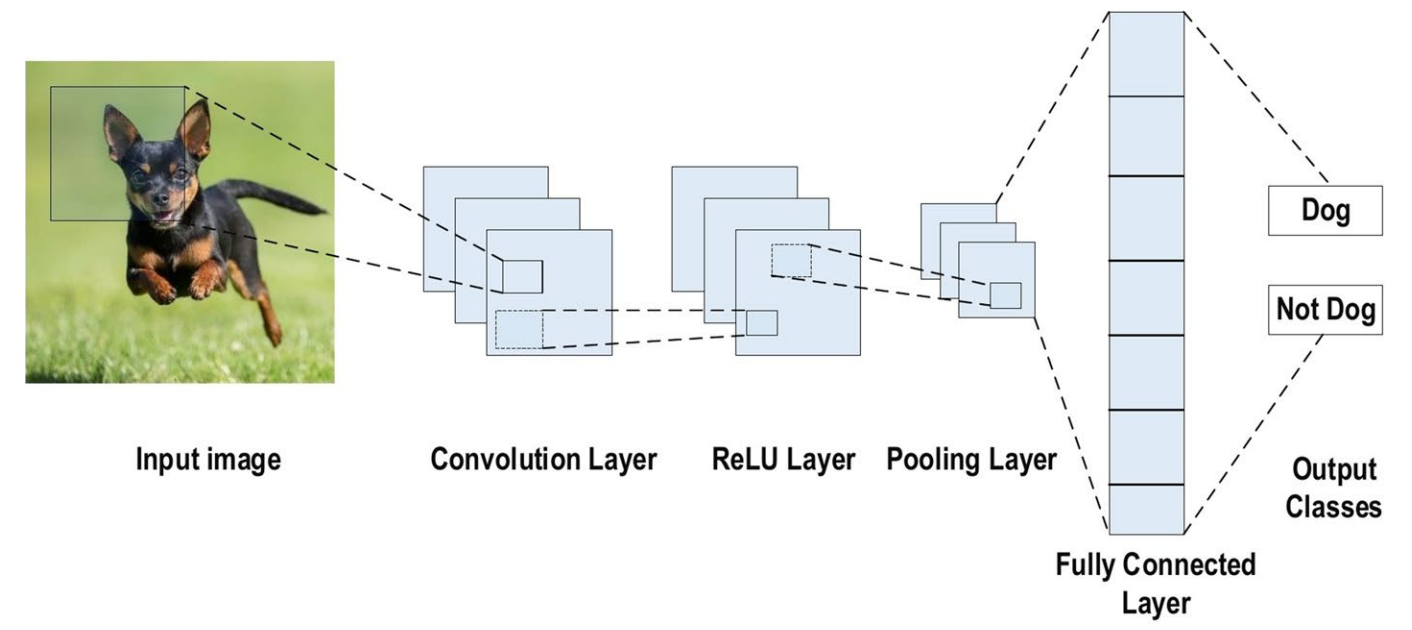 Dog
Not Dog
Input image
Convolution Layer
ReLU Layer
Pooling Layer
Output
Classes
Fully Connected
Layer